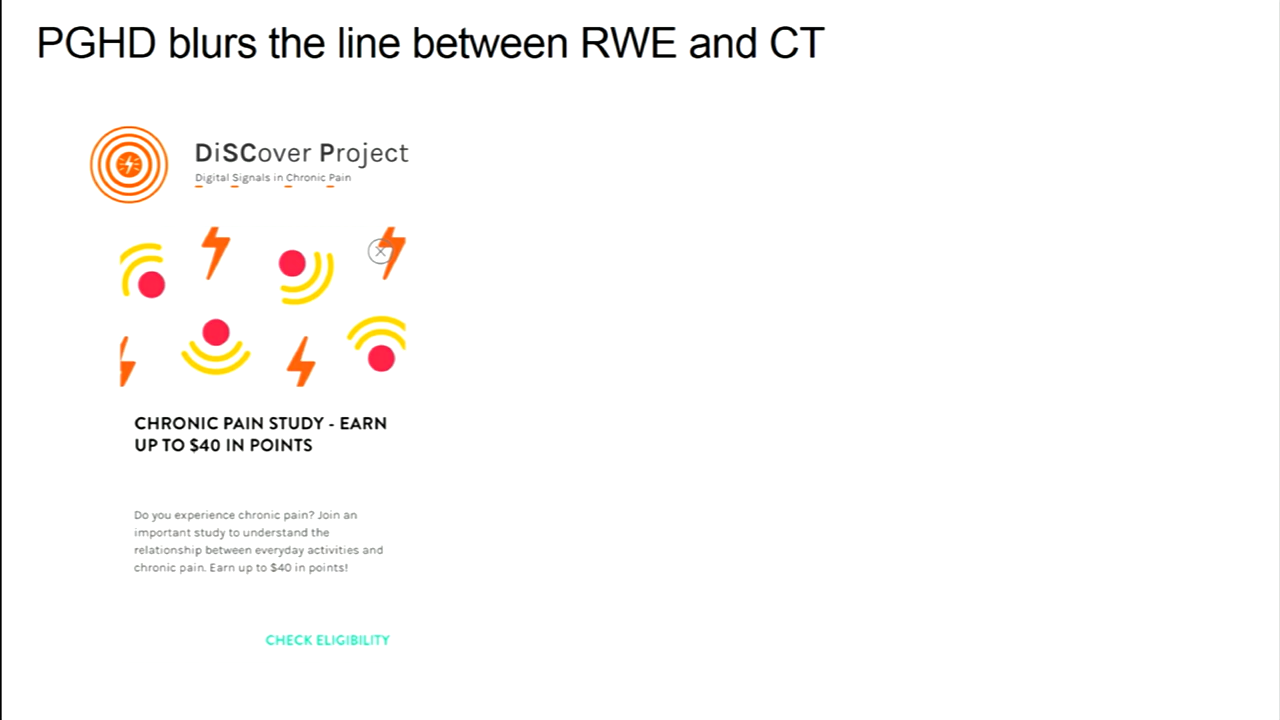 PGHD blurs the line between RWE and CT
DiSCover Project
Digital Signals in Chronic Pain
CHRONIC PAIN STUDY - EARN
UP TO $40 IN POINTS
Do you experience chronic pain? Join an
important study to understand the
relationship between everyday activities and
chronic pain. Earn up to $40 in points!
CHECK ELIGIBILITY